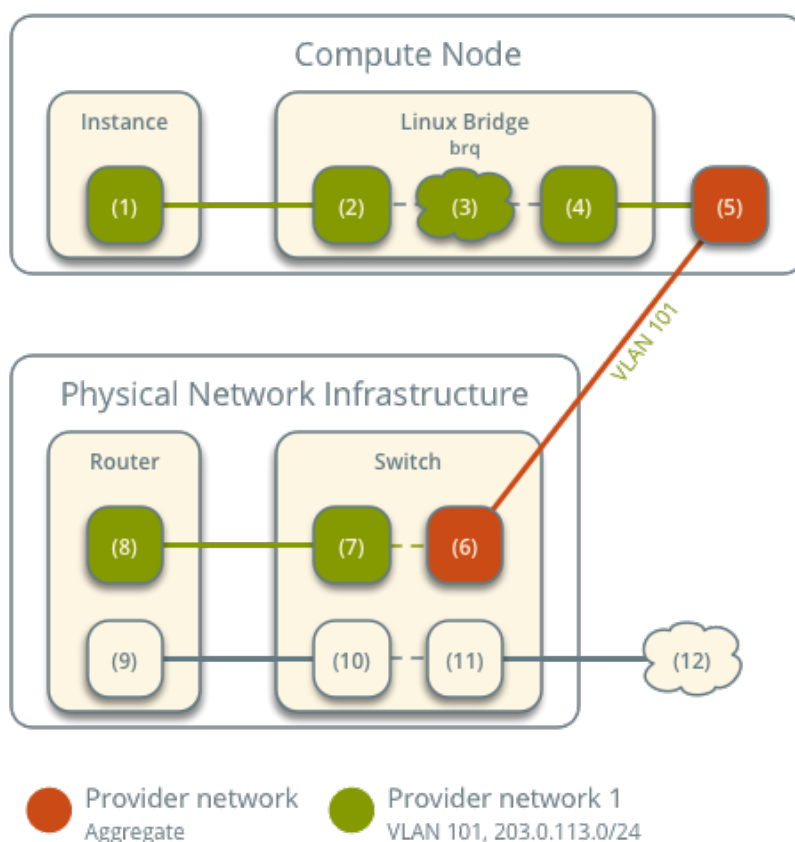 Compute Node
Instance
Linux Bridge
brq
(1)
(2)
(3)
(4)
(5)
VLAN 101
Physical Network Infrastructure
Router
Switch
(8)
(7)
(6)
(9)
(10)
(11)
(12)
Provider network
Aggregate
Provider network 1
VLAN 101, 203.0.113.0/24